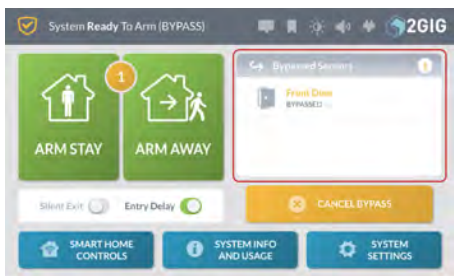 System Ready To Arm (BYPASS)
2GIG
1
ARM STAY
ARM AWAY
Bypassed Sensors
1
Front Door
BYPASSED
Silent Exit
Entry Delay
CANCEL BYPASS
SMART HOME
CONTROLS
SYSTEM INFO
AND USAGE
SYSTEM
SETTINGS